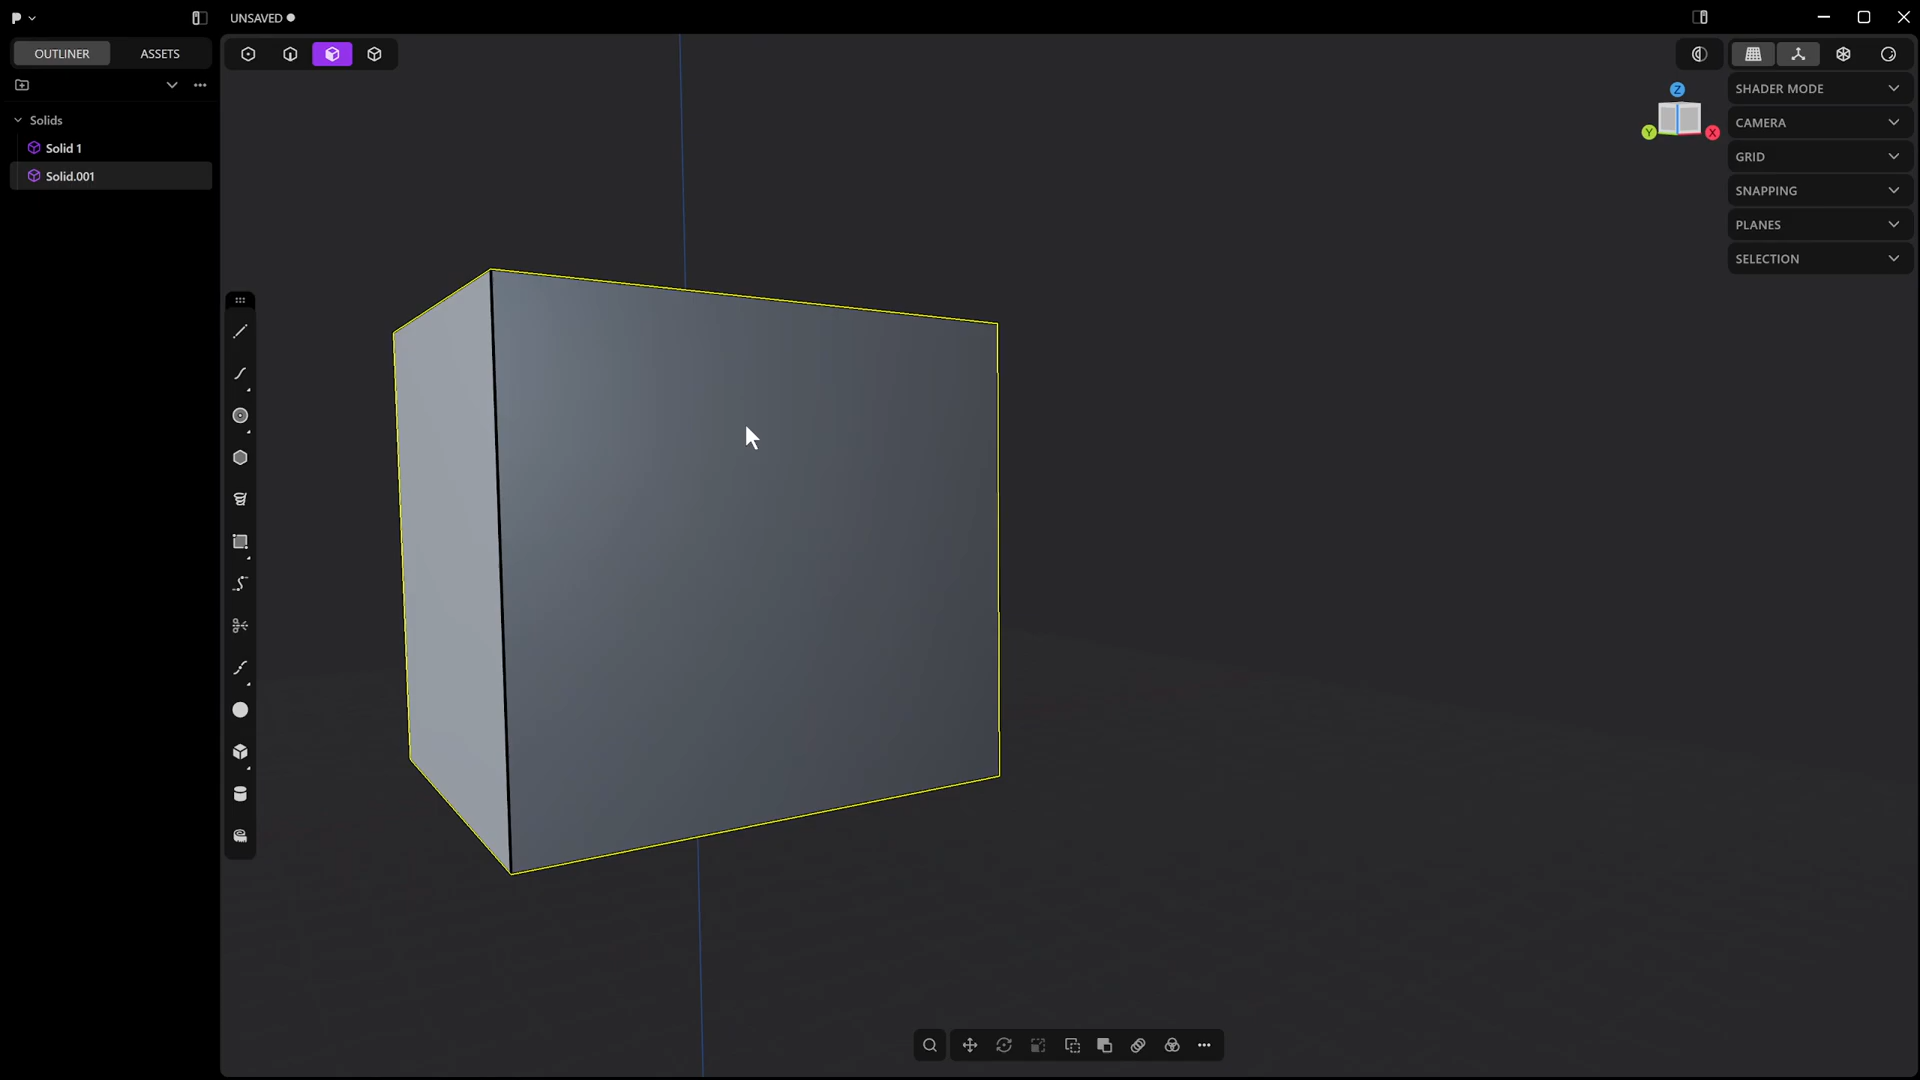 UNSAVED
OUTLINER
ASSETS
Solids
Solid 1
Solid.001
Z
Y
X
SHADER MODE
CAMERA
GRID
SNAPPING
PLANES
SELECTION